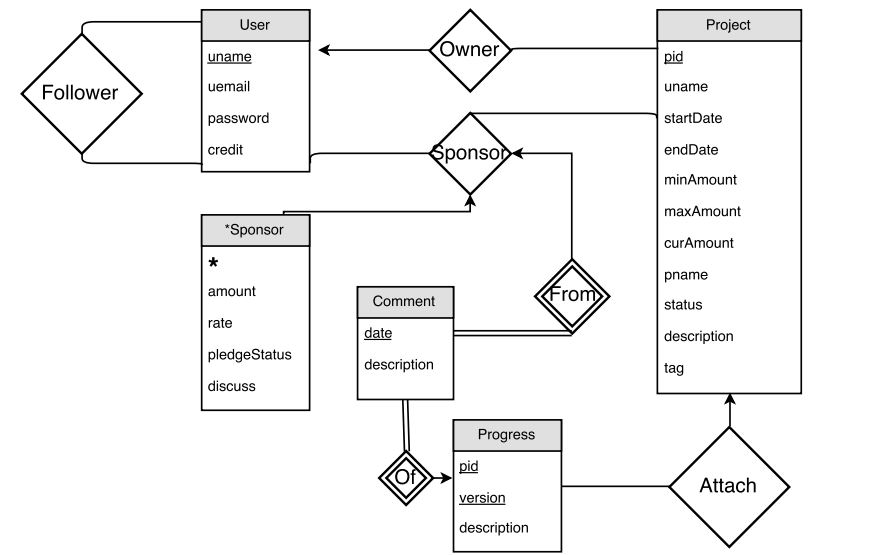 User
uname
uemail
password
credit
Follower
Owner
Project
pid
uname
startDate
endDate
minAmount
maxAmount
curAmount
pname
status
description
tag
Sponsor
*Sponsor
*
amount
rate
pledgeStatus
discuss
From
Comment
date
description
Of
Progress
pid
version
description
Attach